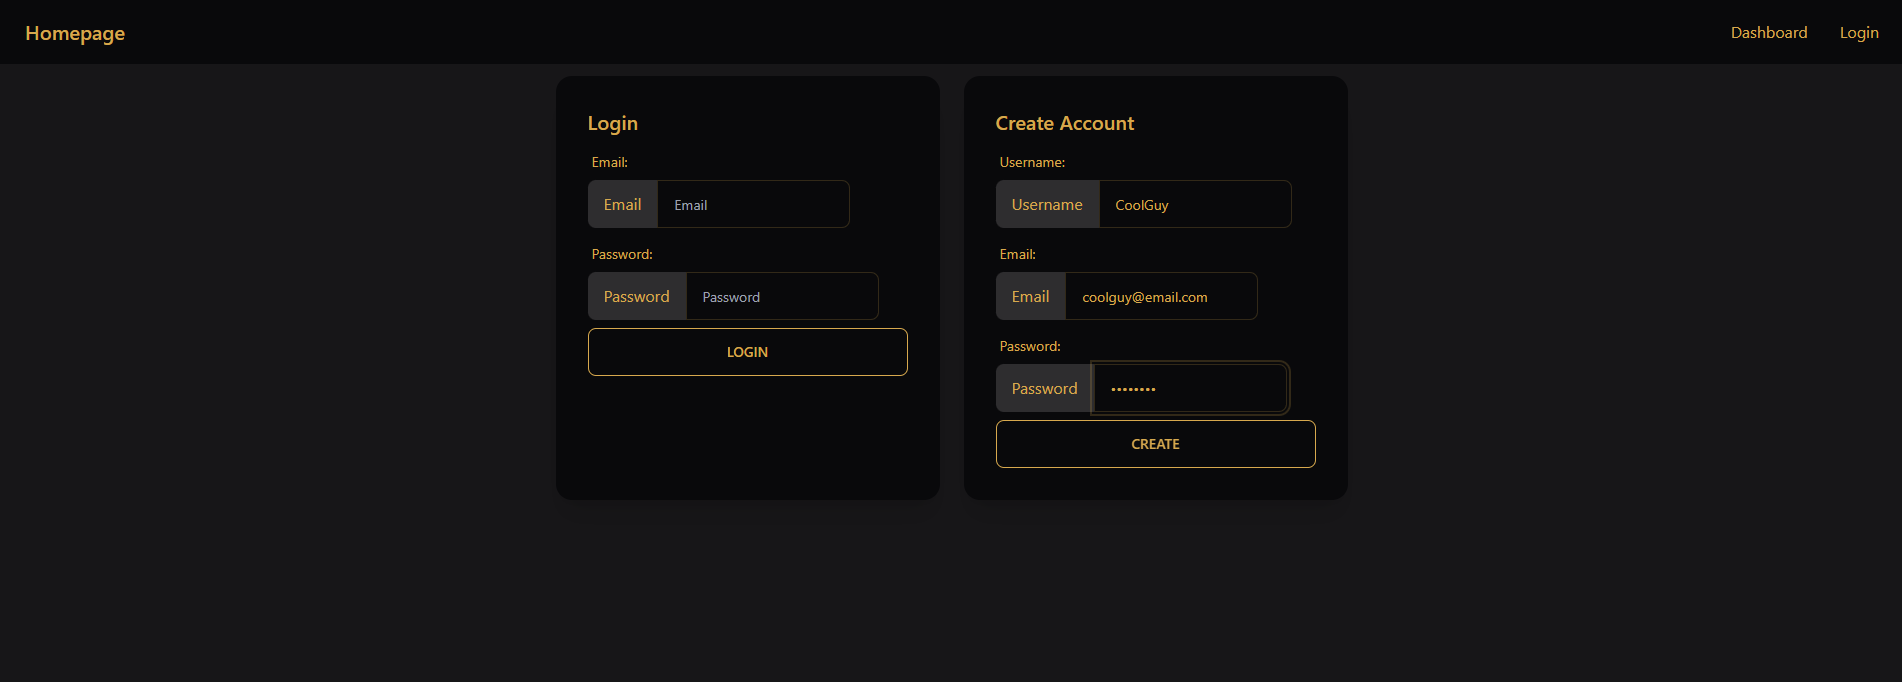 Homepage
Dashboard
Login
Login
Email:
Email Email
Password:
Password Password
LOGIN
Create Account
Username:
Username CoolGuy
Email:
Email coolguy@email.com
Password:
Password ••••••••
CREATE